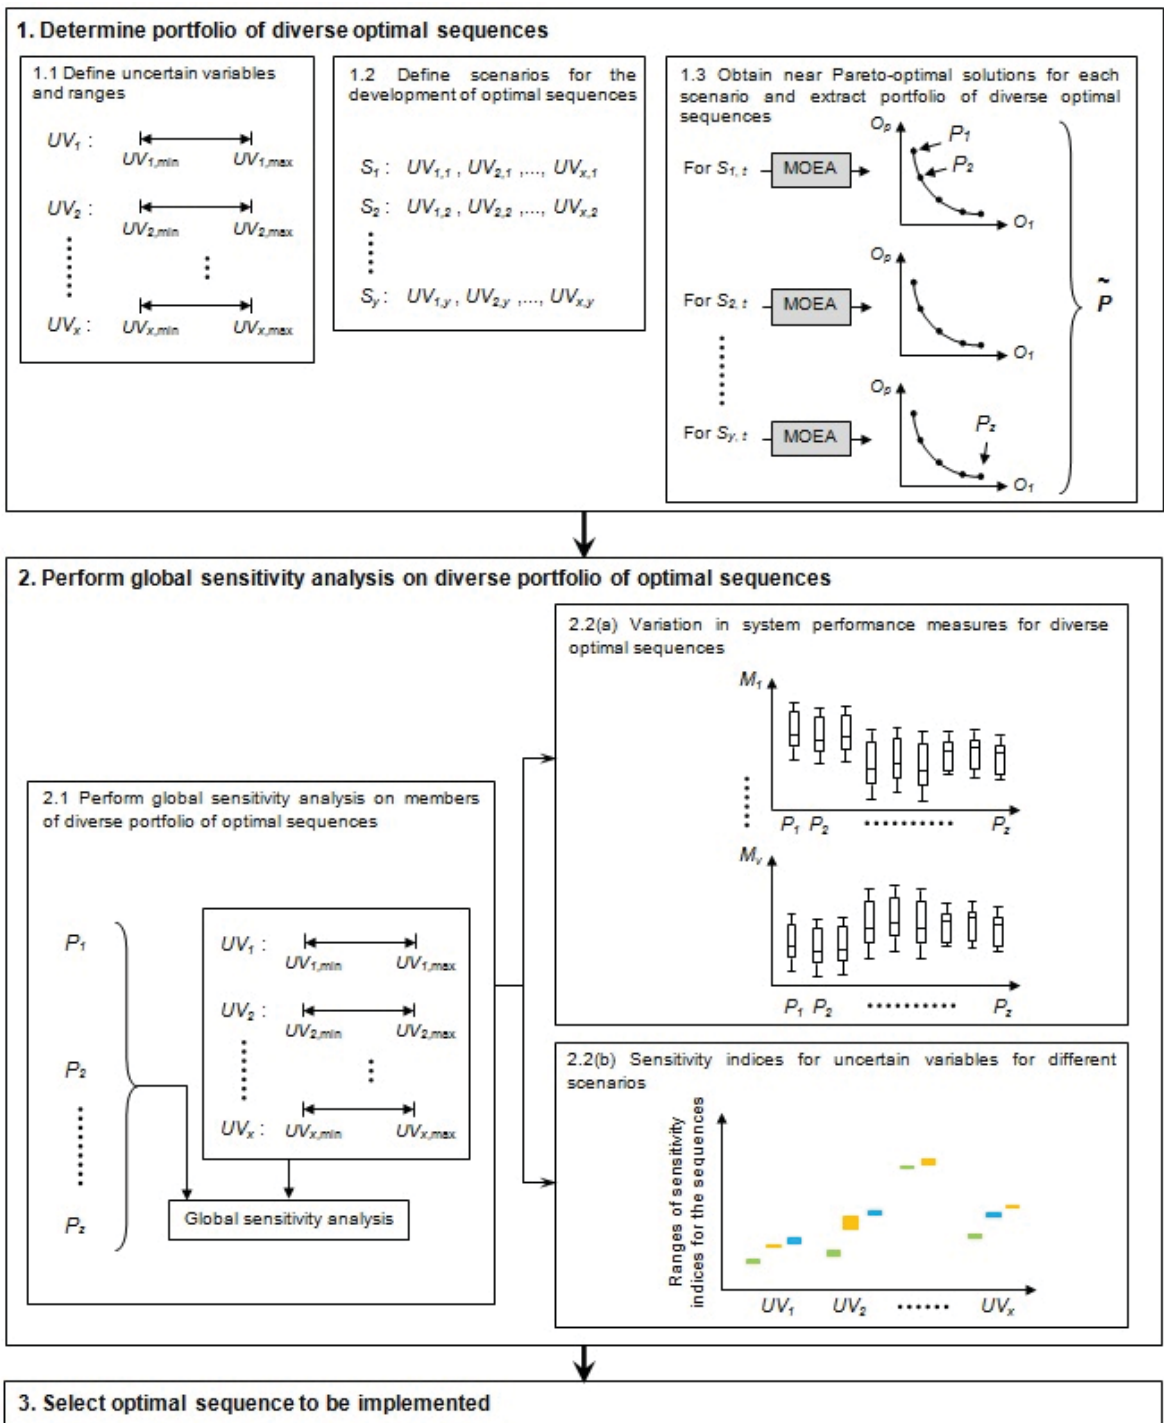 1. Determine portfolio of diverse optimal sequences
1.1 Define uncertain variables
and ranges
UV1 :
UV1,min UV1,max
UV2 :
UV2,min UV2,max
UVx :
UVx,min UVx,max
1.2 Define scenarios for the
development of optimal sequences
S1 : UV1,1 , UV2,1 ,..., UVx,1
S2 : UV1,2 , UV2,2 ,..., UVx,2
Sy : UV1,y , UV2,y ,..., UVx,y
1.3 Obtain near Pareto-optimal solutions for each
scenario and extract portfolio of diverse optimal
sequences
For S1, t MOEA
Op
P1
P2
O1
For S2, t MOEA
Op
O1
For Sy, t MOEA
Op
Pz
O1
P̃
2. Perform global sensitivity analysis on diverse portfolio of optimal sequences
2.1 Perform global sensitivity analysis on members
of diverse portfolio of optimal sequences
P1
P2
Pz
UV1 :
UV1,min UV1,max
UV2 :
UV2,min UV2,max
UVx :
UVx,min UVx,max
Global sensitivity analysis
2.2(a) Variation in system performance measures for diverse
optimal sequences
M1
P1 P2 Pz
Mv
P1 P2 Pz
2.2(b) Sensitivity indices for uncertain variables for different
scenarios
Ranges of sensitivity
indices for the sequences
UV1 UV2 UVx
3. Select optimal sequence to be implemented